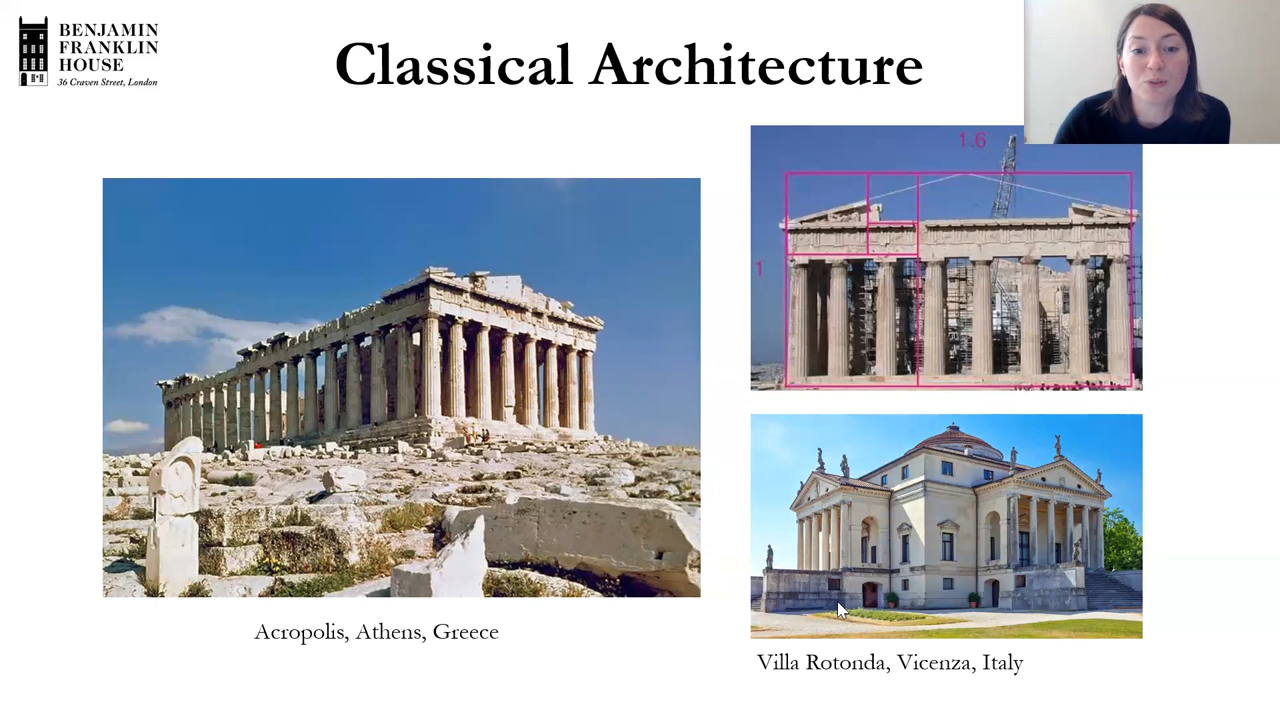 BENJAMIN
FRANKLIN
HOUSE
36 Craven Street, London
Classical Architecture
1.6
1
Acropolis, Athens, Greece
Villa Rotonda, Vicenza, Italy